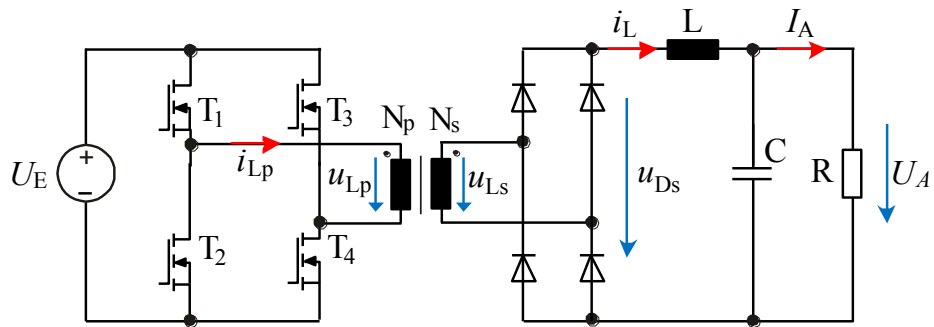 i_L
L
I_A
T_1
T_3
N_p
N_s
U_E
+
−
i_Lp
u_Lp
u_Ls
u_Ds
C
R
U_A
T_2
T_4